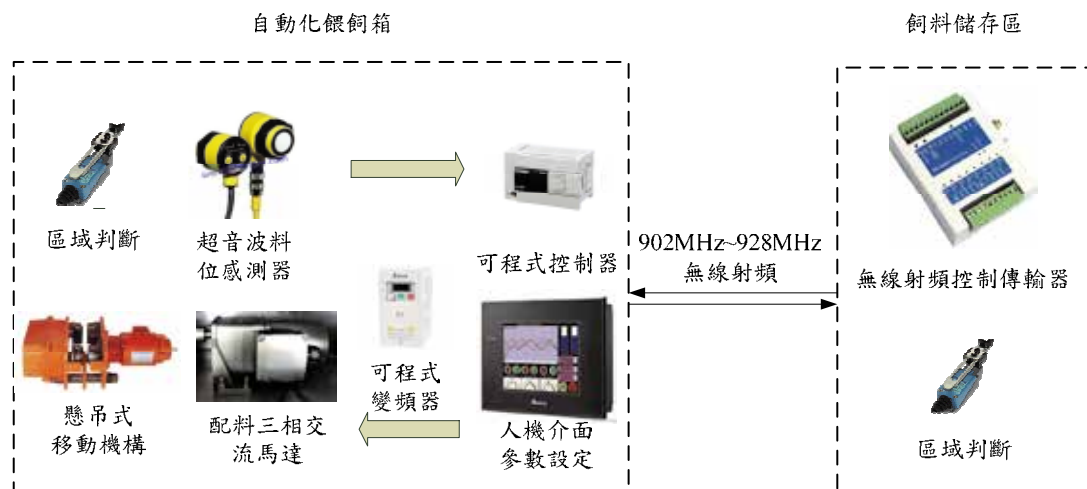 自動化餵飼箱
飼料儲存區
區域判斷
超音波料
位感測器
可程式控制器
902MHz~928MHz
無線射頻
無線射頻控制傳輸器
懸吊式
移動機構
配料三相交
流馬達
可程式
變頻器
人機介面
參數設定
區域判斷